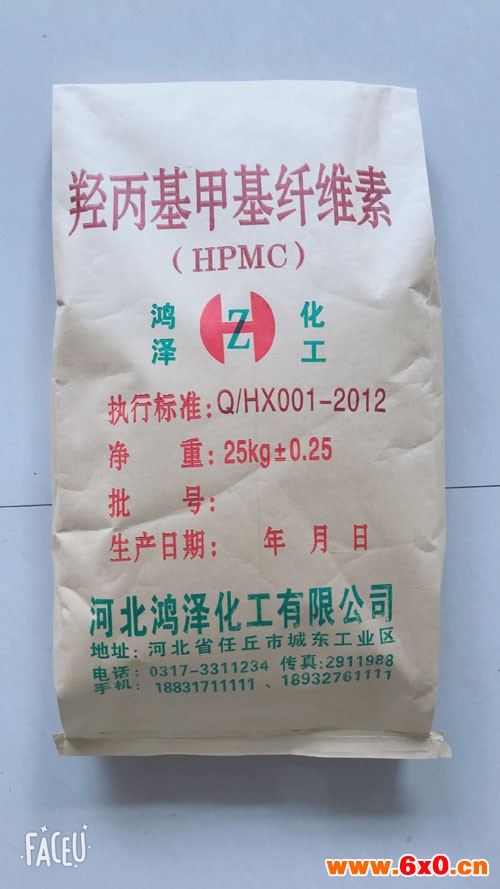 羟丙基甲基纤维素
(HPMC)
鸿泽 HZ 化工
执行标准:Q/HX001-2012
净 重:25kg±0.25
批 号:
生产日期: 年 月 日
河北鸿泽化工有限公司
地址:河北省任丘市城东工业区
电话:0317-3311234 传真:2911988
手机:18831711111、18932761111
FACEU
www.6x0.cn